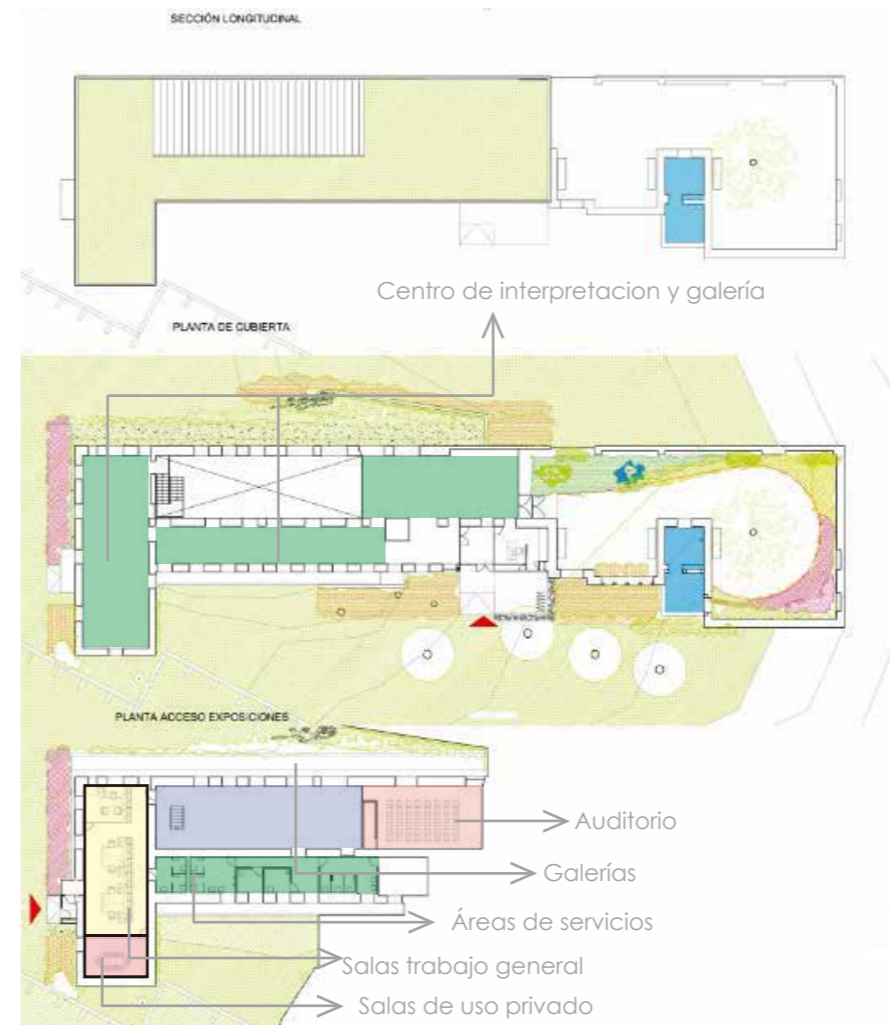 SECCIÓN LONGITUDINAL
Centro de interpretacion y galería
PLANTA DE CUBIERTA
PLANTA ACCESO EXPOSICIONES
Auditorio
Galerías
Áreas de servicios
Salas trabajo general
Salas de uso privado